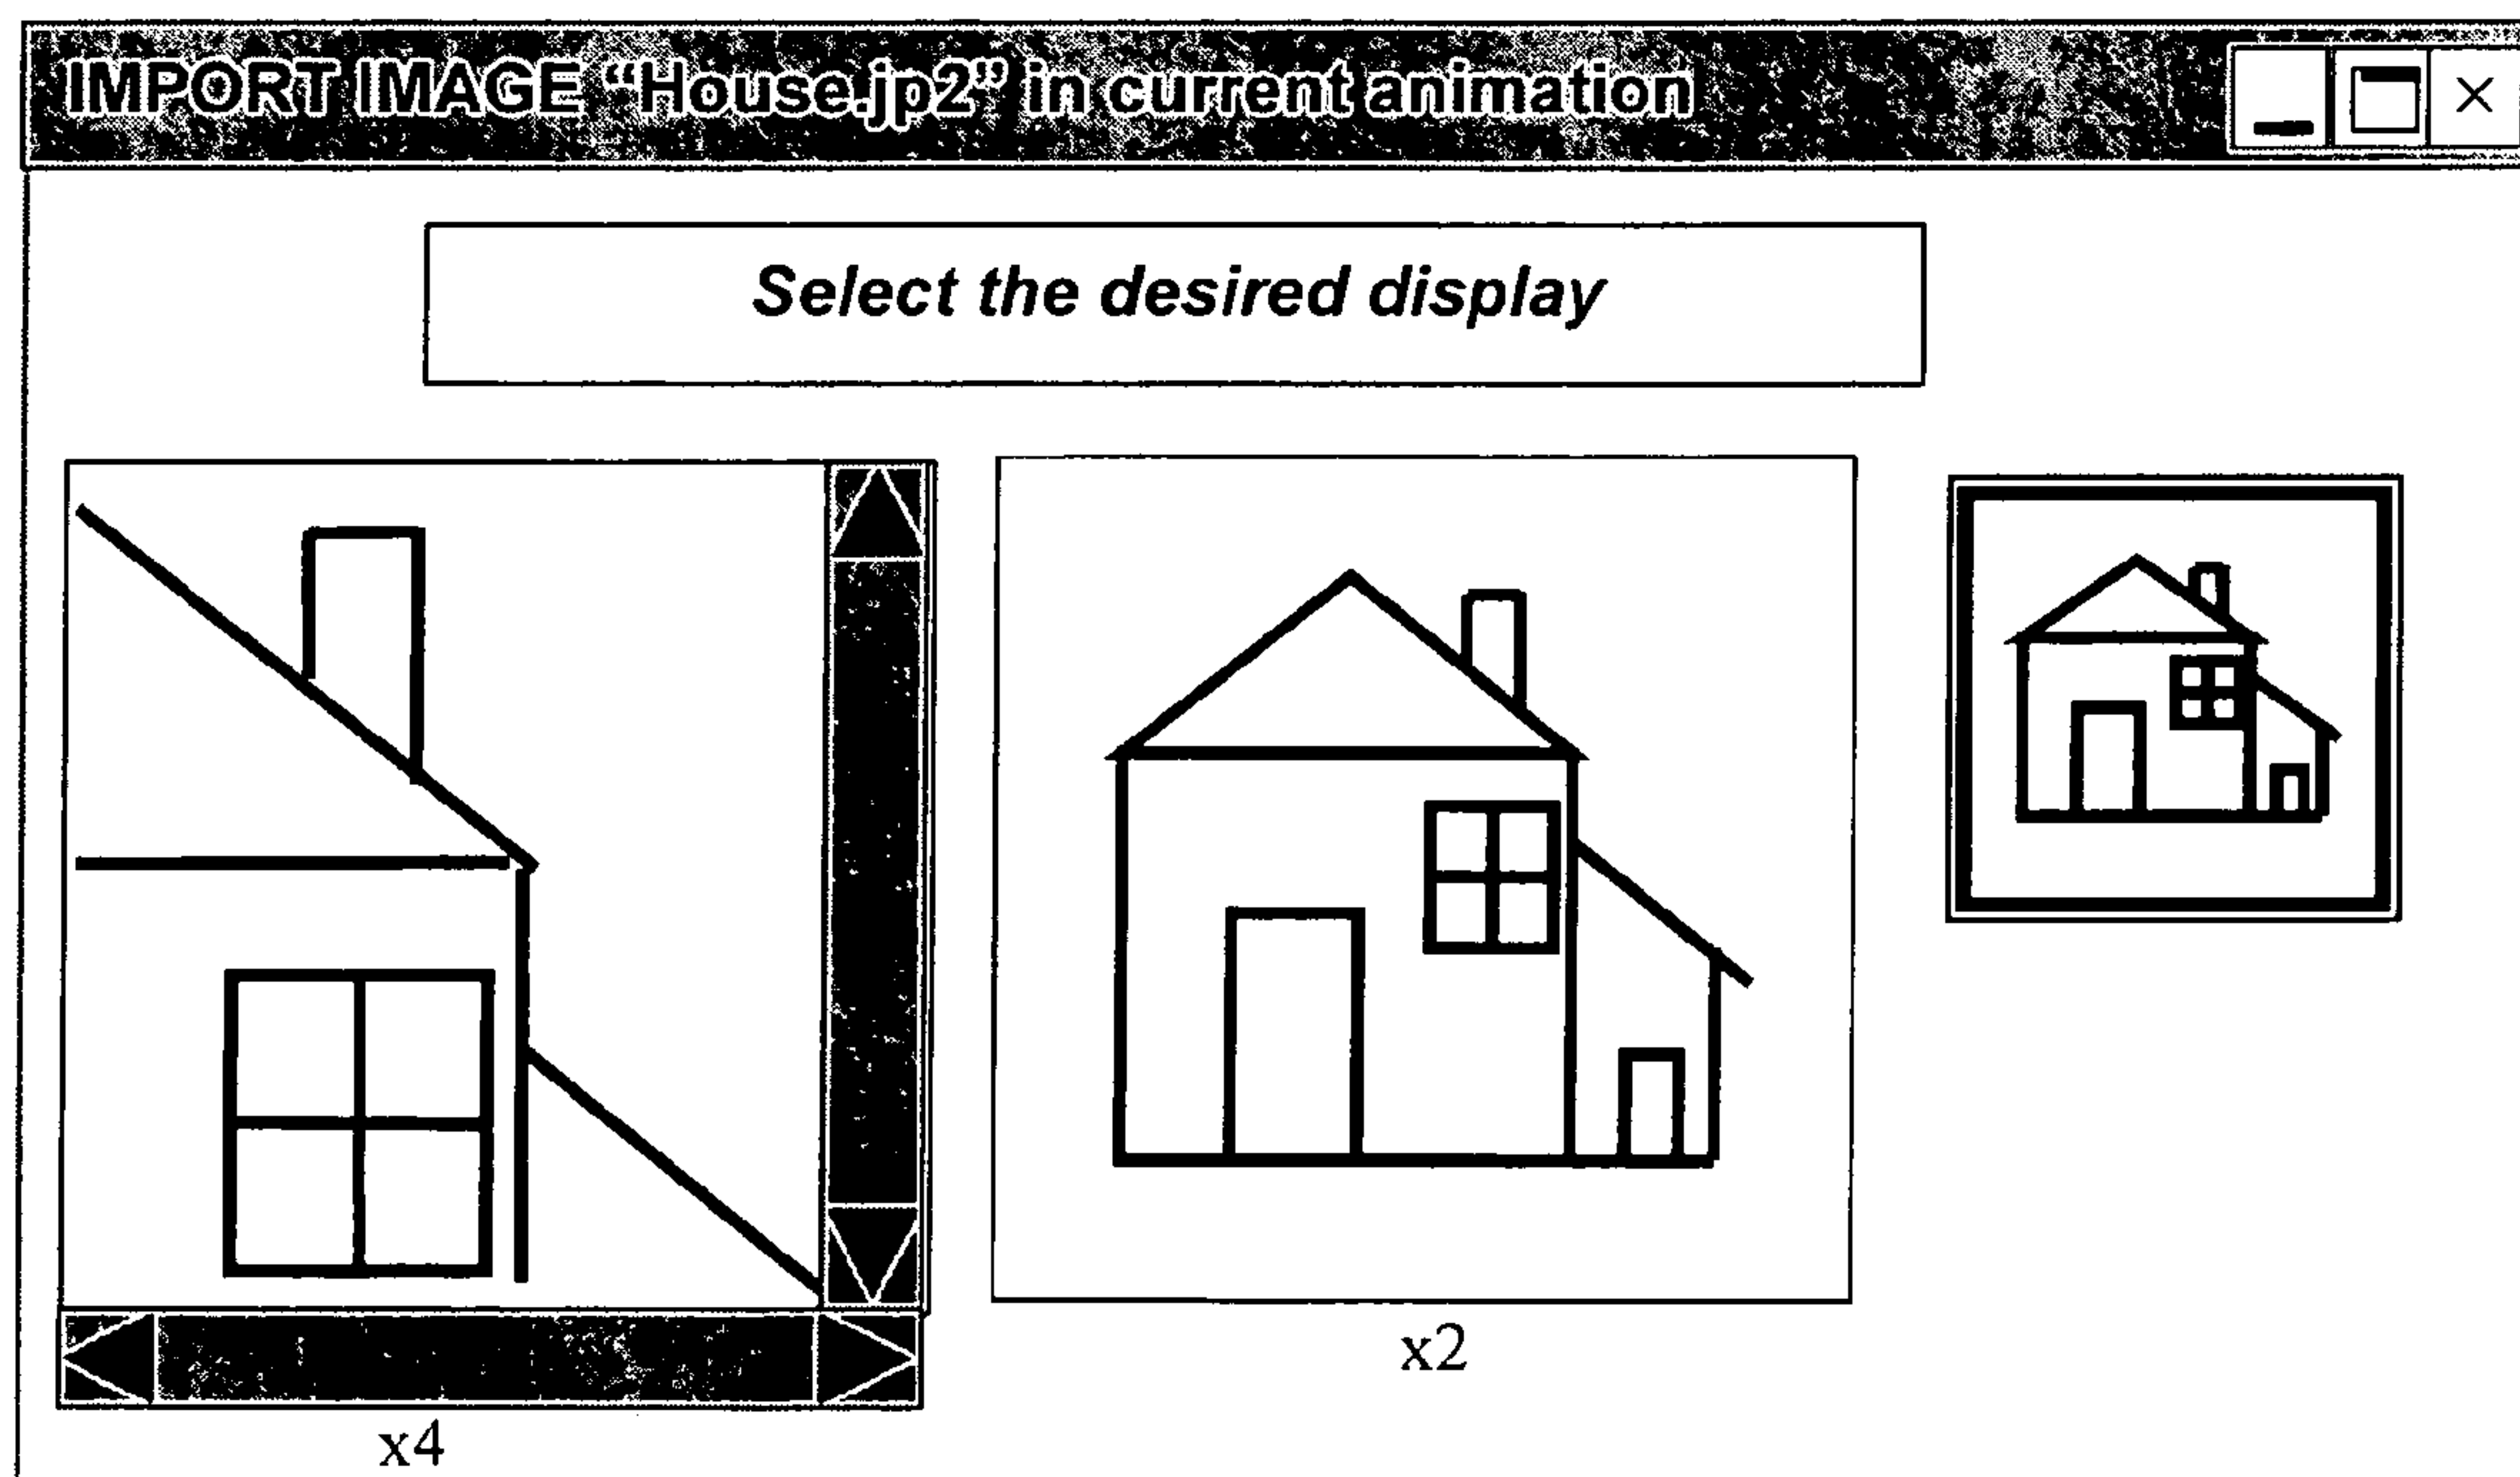 IMPORT IMAGE “House.jp2” in current animation
Select the desired display
x2
x4